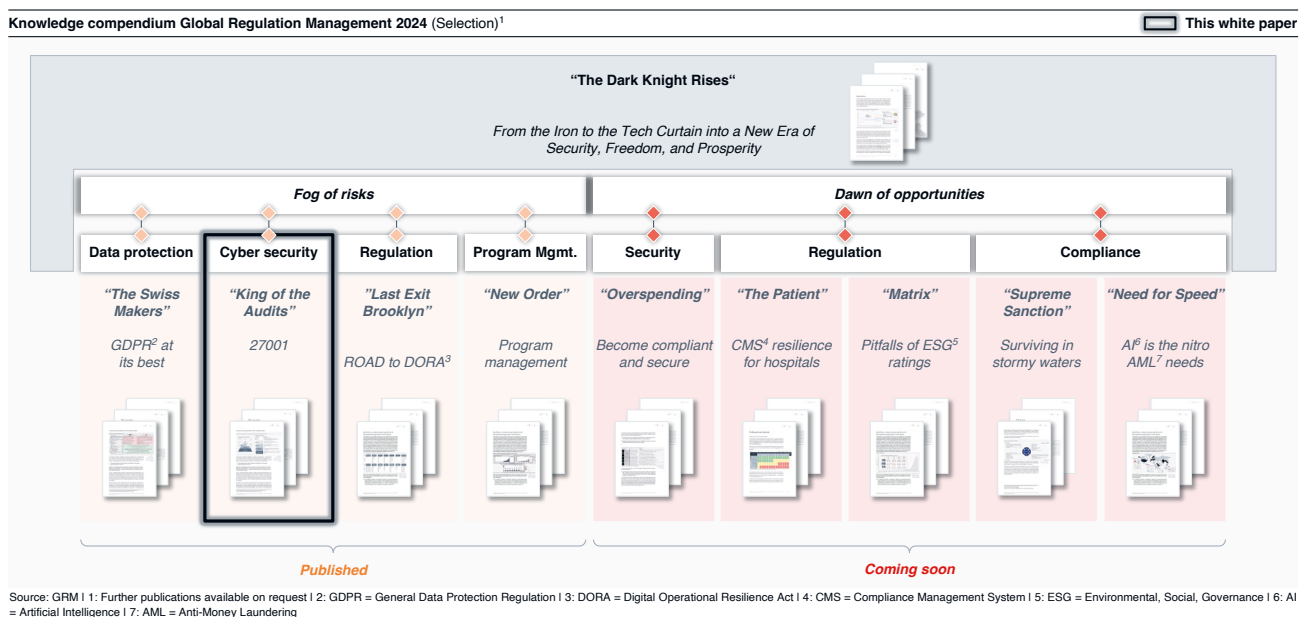 Knowledge compendium Global Regulation Management 2024 (Selection)1
This white paper
“The Dark Knight Rises“
From the Iron to the Tech Curtain into a New Era of
Security, Freedom, and Prosperity
Fog of risks
Dawn of opportunities
Data protection
Cyber security
Regulation
Program Mgmt.
Security
Regulation
Compliance
“The Swiss
Makers”
GDPR2 at
its best
“King of the
Audits”
27001
”Last Exit
Brooklyn”
ROAD to DORA3
“New Order”
Program
management
“Overspending”
Become compliant
and secure
“The Patient”
CMS4 resilience
for hospitals
“Matrix”
Pitfalls of ESG5
ratings
“Supreme
Sanction”
Surviving in
stormy waters
“Need for Speed”
AI6 is the nitro
AML7 needs
Published
Coming soon
Source: GRM I 1: Further publications available on request I 2: GDPR = General Data Protection Regulation I 3: DORA = Digital Operational Resilience Act I 4: CMS = Compliance Management System I 5: ESG = Environmental, Social, Governance I 6: AI
= Artificial Intelligence I 7: AML = Anti-Money Laundering